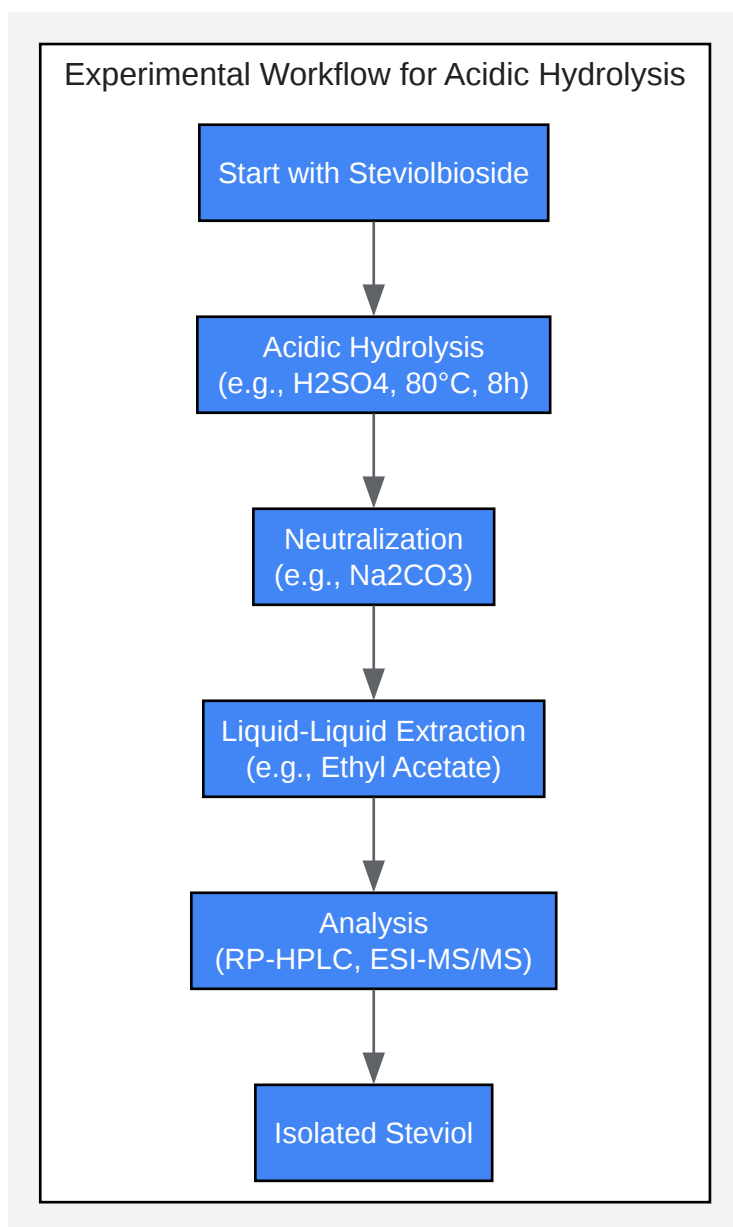 Experimental Workflow for Acidic Hydrolysis
Start with Steviolbioside
Acidic Hydrolysis
(e.g., H2SO4, 80°C, 8h)
Neutralization
(e.g., Na2CO3)
Liquid-Liquid Extraction
(e.g., Ethyl Acetate)
Analysis
(RP-HPLC, ESI-MS/MS)
Isolated Steviol